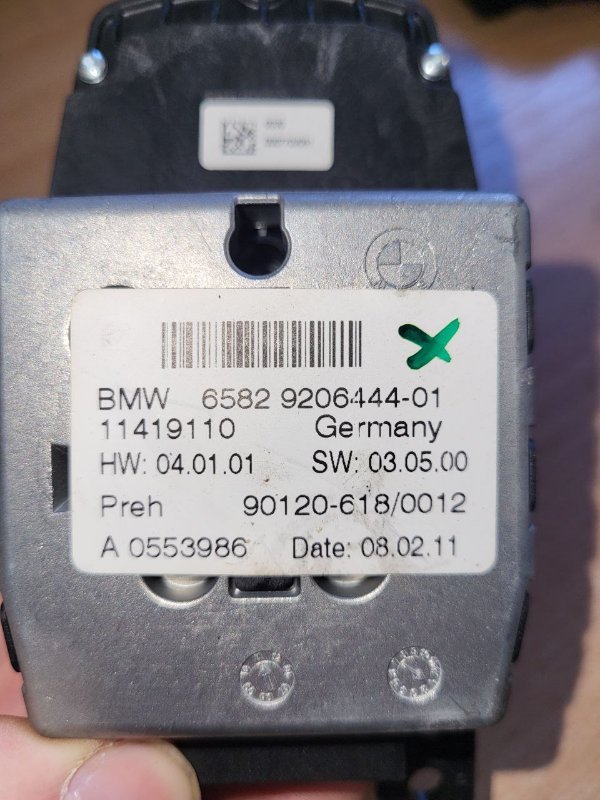 BMW 6582 9206444-01
11419110 Germany
HW: 04.01.01 SW: 03.05.00
Preh 90120-618/0012
A 0553986 Date: 08.02.11